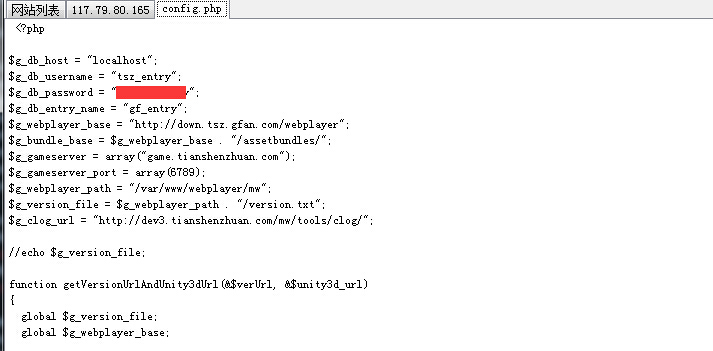 网站列表 117.79.80.165 config.php
<?php
$g_db_host = "localhost";
$g_db_username = "tsz_entry";
$g_db_password = " ";
$g_db_entry_name = "gf_entry";
$g_webplayer_base = "http://down.tsz.gfan.com/webplayer";
$g_bundle_base = $g_webplayer_base . "/assetbundles/";
$g_gameserver = array("game.tianshenzhuan.com");
$g_gameserver_port = array(6789);
$g_webplayer_path = "/var/www/webplayer/mw";
$g_version_file = $g_webplayer_path . "/version.txt";
$g_clog_url = "http://dev3.tianshenzhuan.com/mw/tools/clog/";
//echo $g_version_file;
function getVersionUrlAndUnity3dUrl(&$verUrl, &$unity3d_url)
{
global $g_version_file;
global $g_webplayer_base;